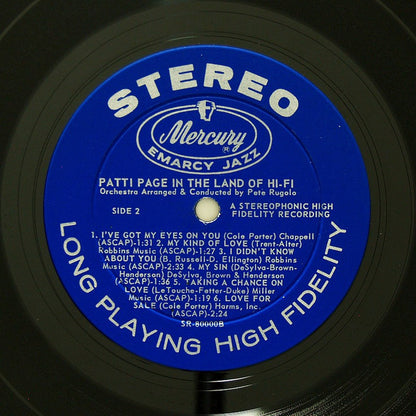 STEREO
Mercury ®
EMARCY JAZZ
PATTI PAGE IN THE LAND OF HI-FI
Orchestra Arranged & Conducted by Pete Rugolo
SIDE 2
A STEREOPHONIC HIGH
FIDELITY RECORDING
1. I'VE GOT MY EYES ON YOU (Cole Porter) Chappell
(ASCAP)-1:31 2. MY KIND OF LOVE (Trent-Alter)
Robbins Music (ASCAP)-1:27 3. I DIDN'T KNOW
ABOUT YOU (B. Russell-D. Ellington) Robbins
Music (ASCAP)-2:33 4. MY SIN (DeSylva-Brown-
Henderson) DeSylva, Brown & Henderson
(ASCAP)-1:36 5. TAKING A CHANCE ON
LOVE (LeTouche-Fetter-Duke) Miller
Music (ASCAP)-1:19 6. LOVE FOR
SALE (Cole Porter) Harms, Inc.
(ASCAP)-2:24
SR-80000B
LONG PLAYING HIGH FIDELITY